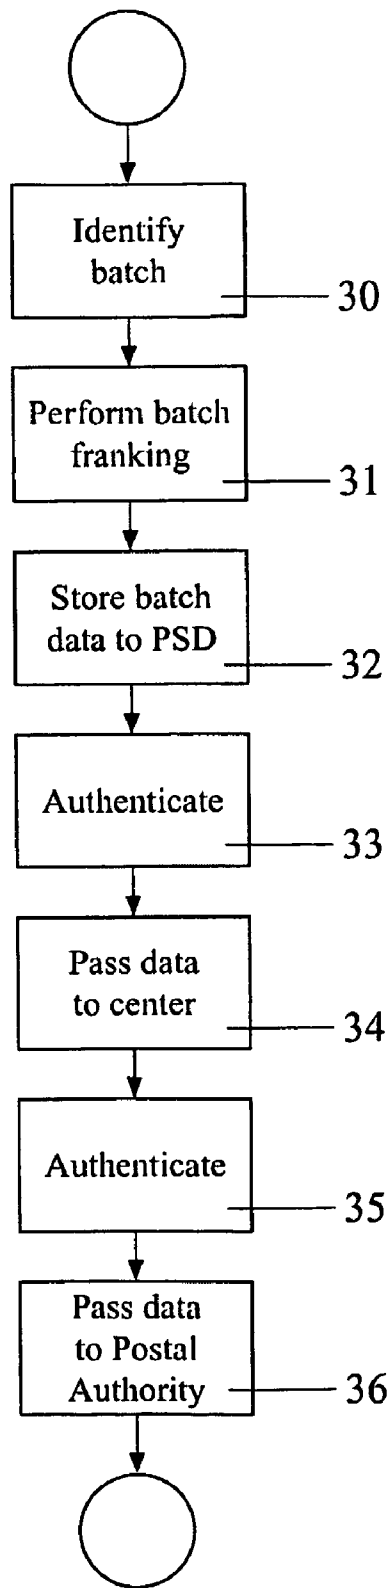 Identify
batch
30
Perform batch
franking
31
Store batch
data to PSD
32
Authenticate
33
Pass data
to center
34
Authenticate
35
Pass data
to Postal
Authority
36